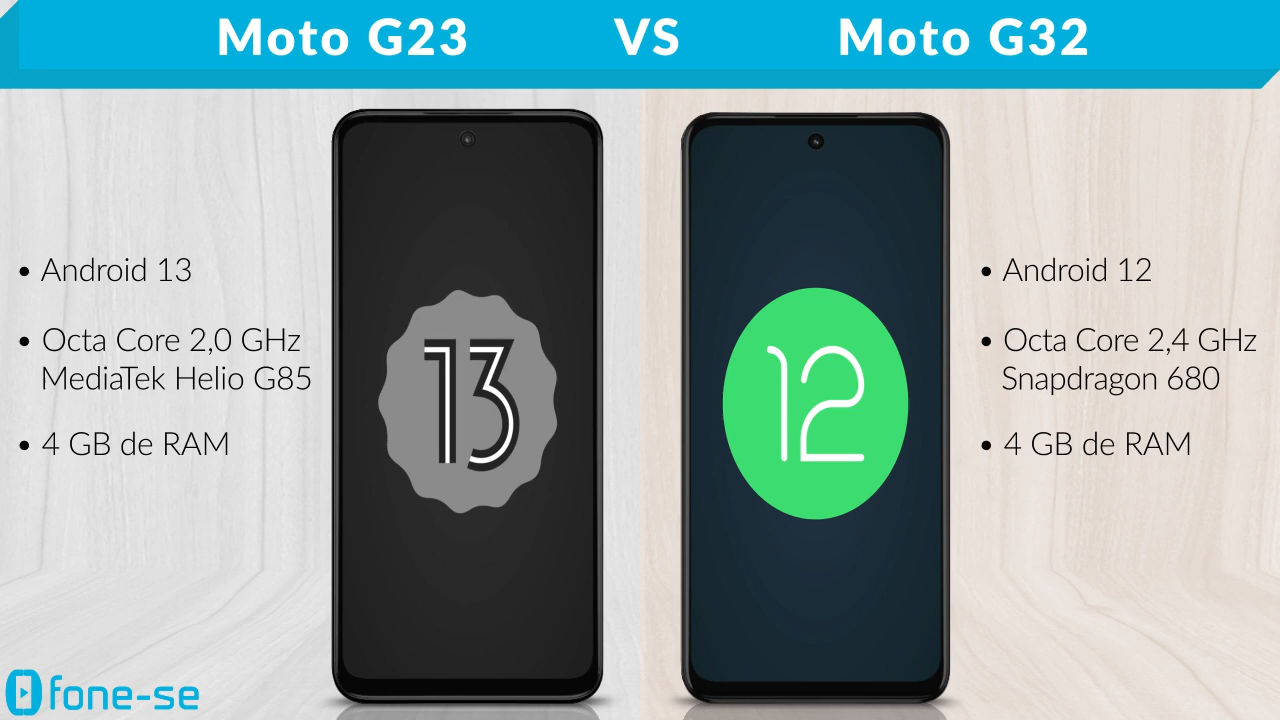 Moto G23 VS Moto G32
• Android 13
• Octa Core 2,0 GHz
MediaTek Helio G85
• 4 GB de RAM
13
12
• Android 12
• Octa Core 2,4 GHz
Snapdragon 680
• 4 GB de RAM
fone-se